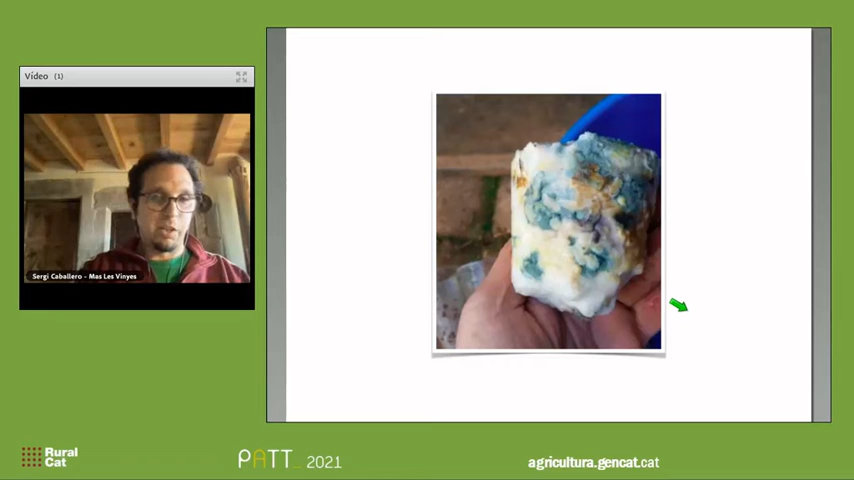 Vídeo (1)
Sergi Caballero - Mas Les Vinyes
Rural
Cat
PATT 2021
agricultura.gencat.cat